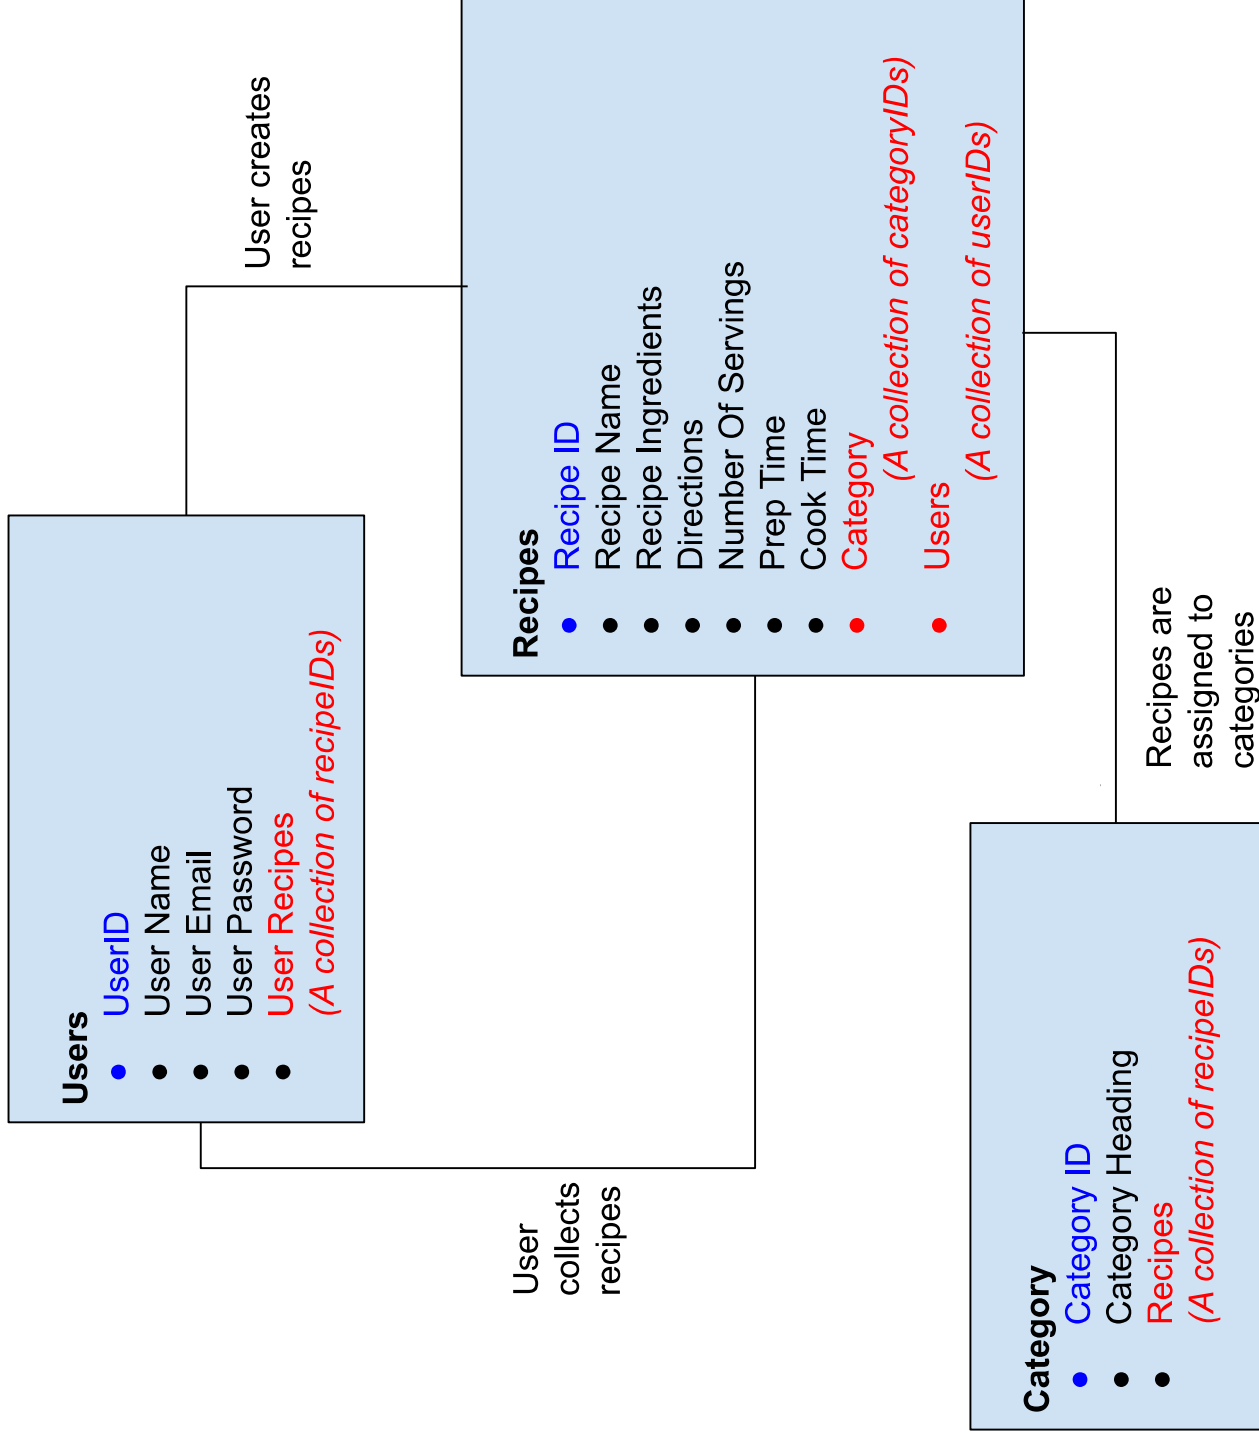 Users
UserID
User Name
User Email
User Password
User Recipes
(A collection of recipeIDs)
User creates
recipes
User
collects
recipes
Recipes
Recipe ID
Recipe Name
Recipe Ingredients
Directions
Number Of Servings
Prep Time
Cook Time
Category
(A collection of categoryIDs)
Users
(A collection of userIDs)
Category
Category ID
Category Heading
Recipes
(A collection of recipeIDs)
Recipes are
assigned to
categories